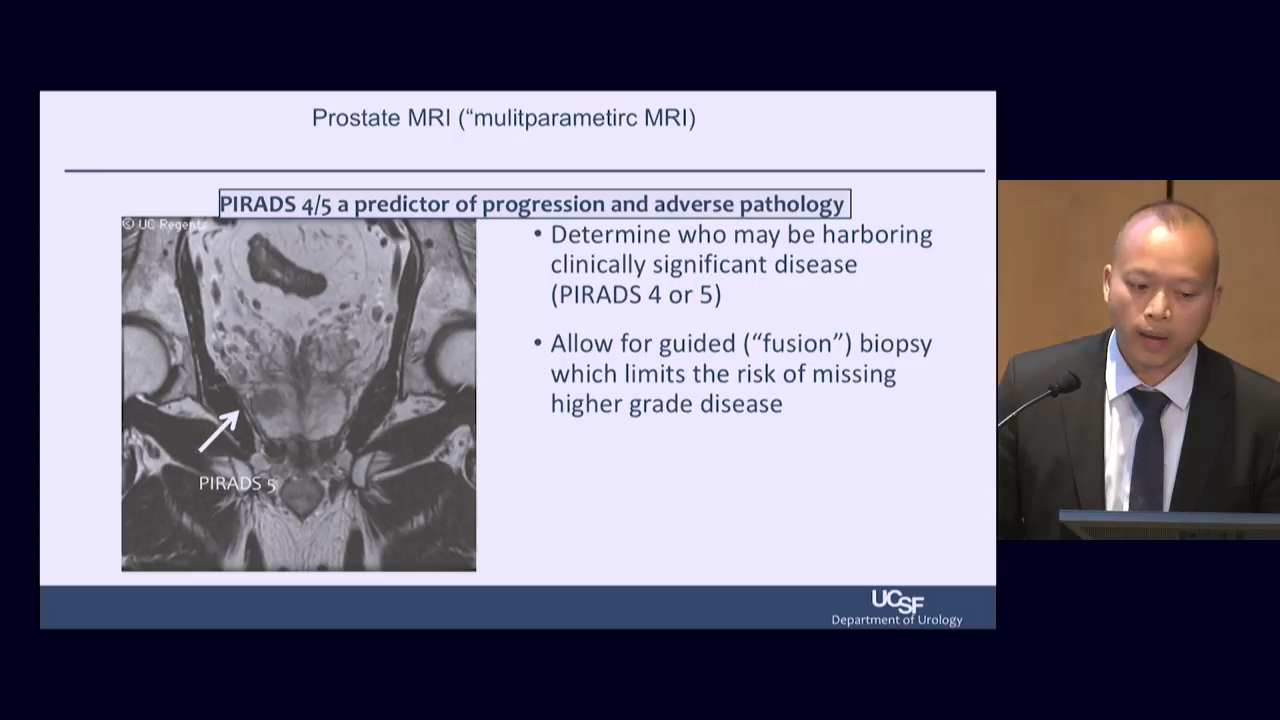 Prostate MRI (“mulitparametirc MRI)
PIRADS 4/5 a predictor of progression and adverse pathology
© UC Regents
• Determine who may be harboring
clinically significant disease
(PIRADS 4 or 5)
• Allow for guided (“fusion”) biopsy
which limits the risk of missing
higher grade disease
PIRADS 5
UCSF
Department of Urology